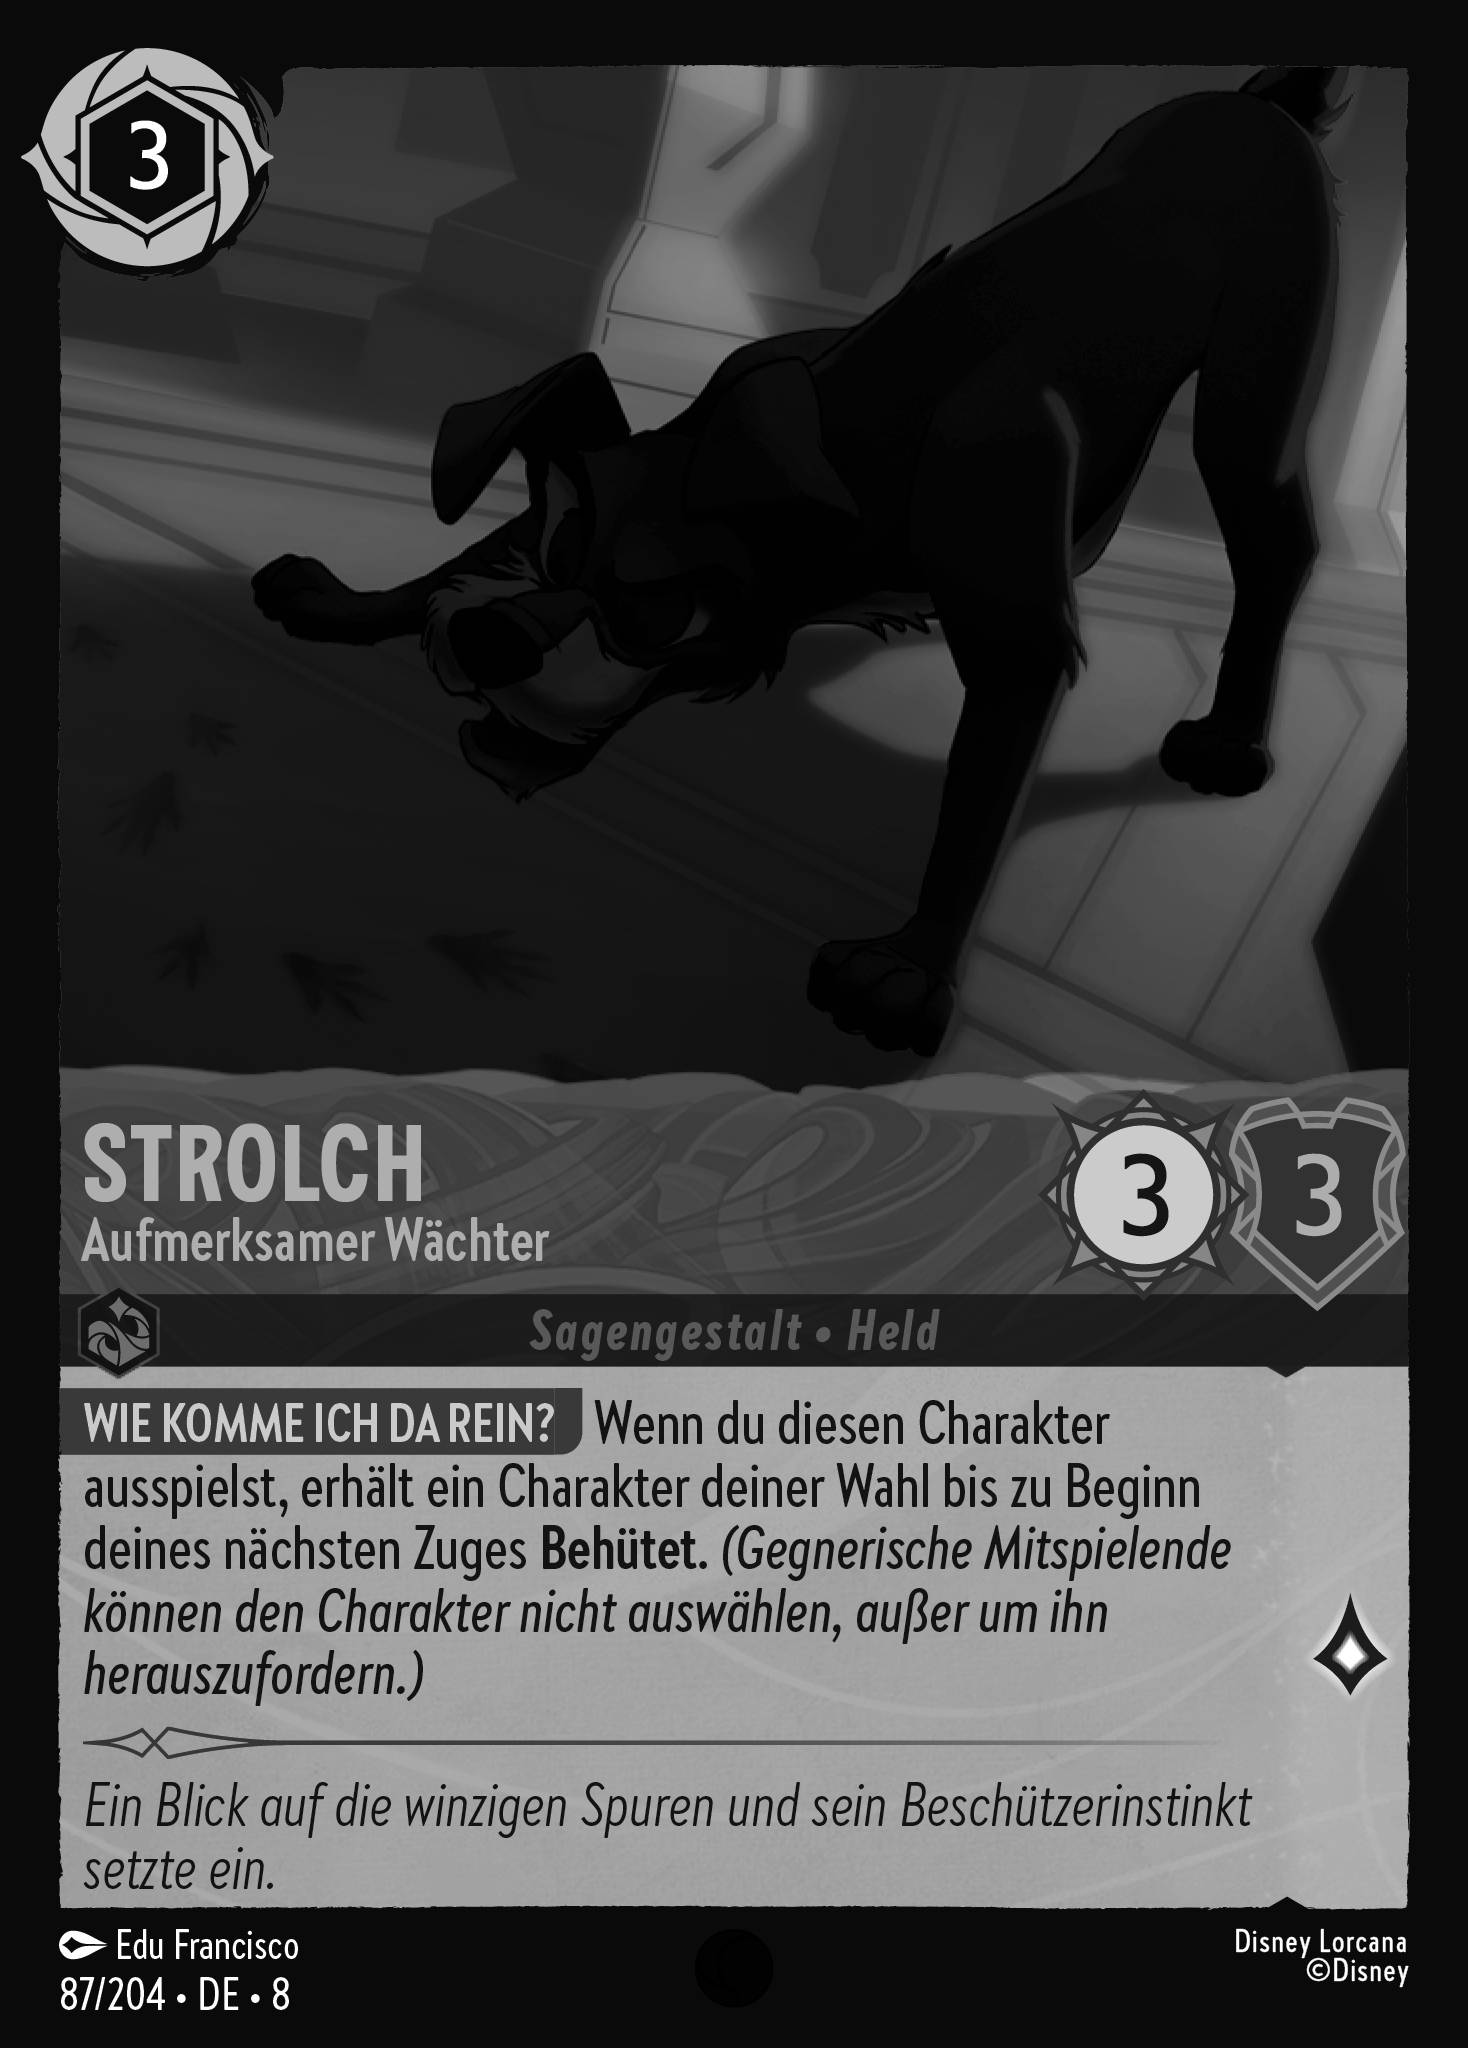 3
STROLCH
Aufmerksamer Wächter
3
3
Sagengestalt • Held
WIE KOMME ICH DA REIN? Wenn du diesen Charakter
ausspielst, erhält ein Charakter deiner Wahl bis zu Beginn
deines nächsten Zuges Behütet. (Gegnerische Mitspielende
können den Charakter nicht auswählen, außer um ihn
herauszufordern.)
Ein Blick auf die winzigen Spuren und sein Beschützerinstinkt
setzte ein.
Edu Francisco
87/204 • DE • 8
Disney Lorcana
©Disney